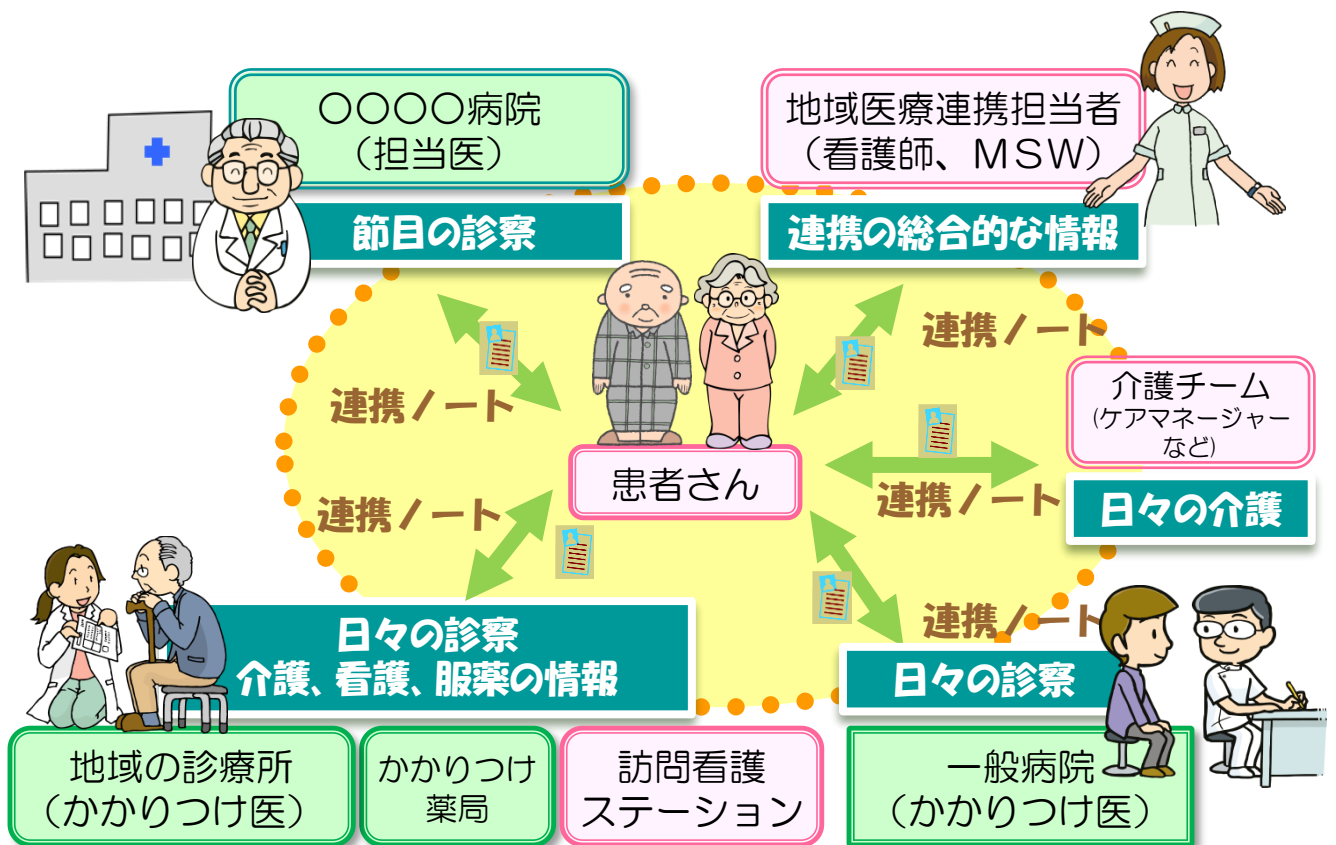 〇〇〇〇病院
（担当医）
節目の診察
地域医療連携担当者
（看護師、ＭＳＷ）
連携の総合的な情報
連携ノート
連携ノート
介護チーム
(ケアマネージャー
など)
日々の介護
患者さん
連携ノート
連携ノート
連携ノート
日々の診察
介護、看護、服薬の情報
日々の診察
地域の診療所
（かかりつけ医）
かかりつけ
薬局
訪問看護
ステーション
一般病院
（かかりつけ医）